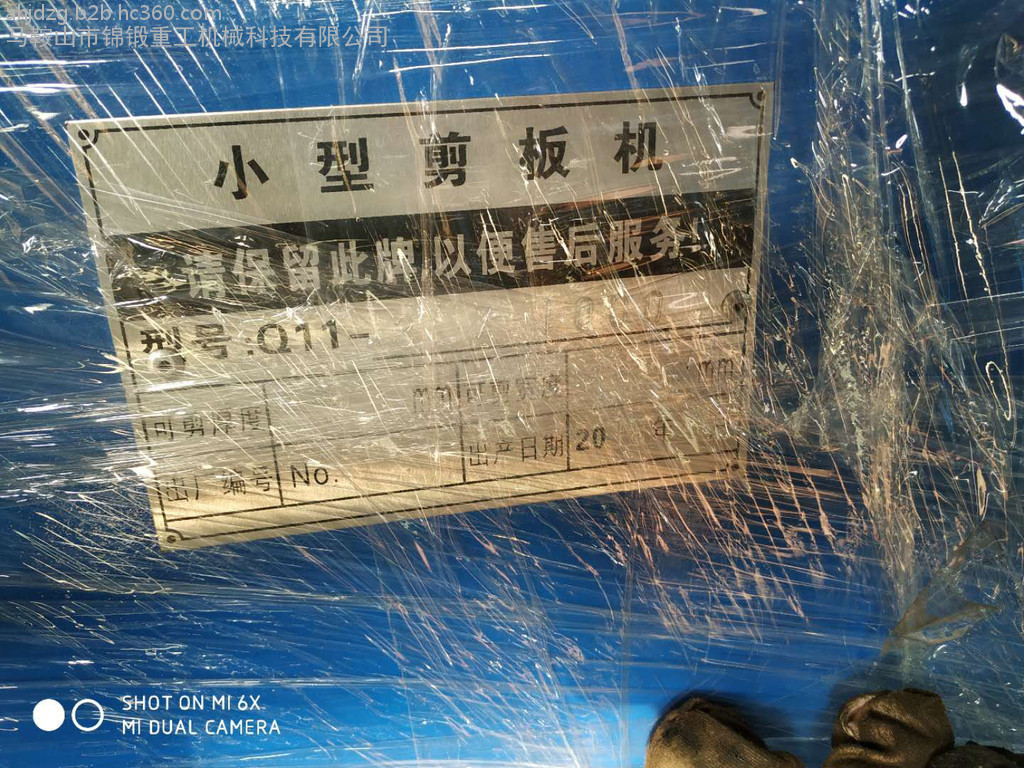 shjdzg.b2b.hc360.com
马鞍山市锦锻重工机械科技有限公司
小型剪板机
请保留此牌,以便售后服务!
型号:Q11-
可剪厚度 mm 可剪宽度 mm
出厂编号 No. 出产日期 20 年
SHOT ON MI 6X
MI DUAL CAMERA